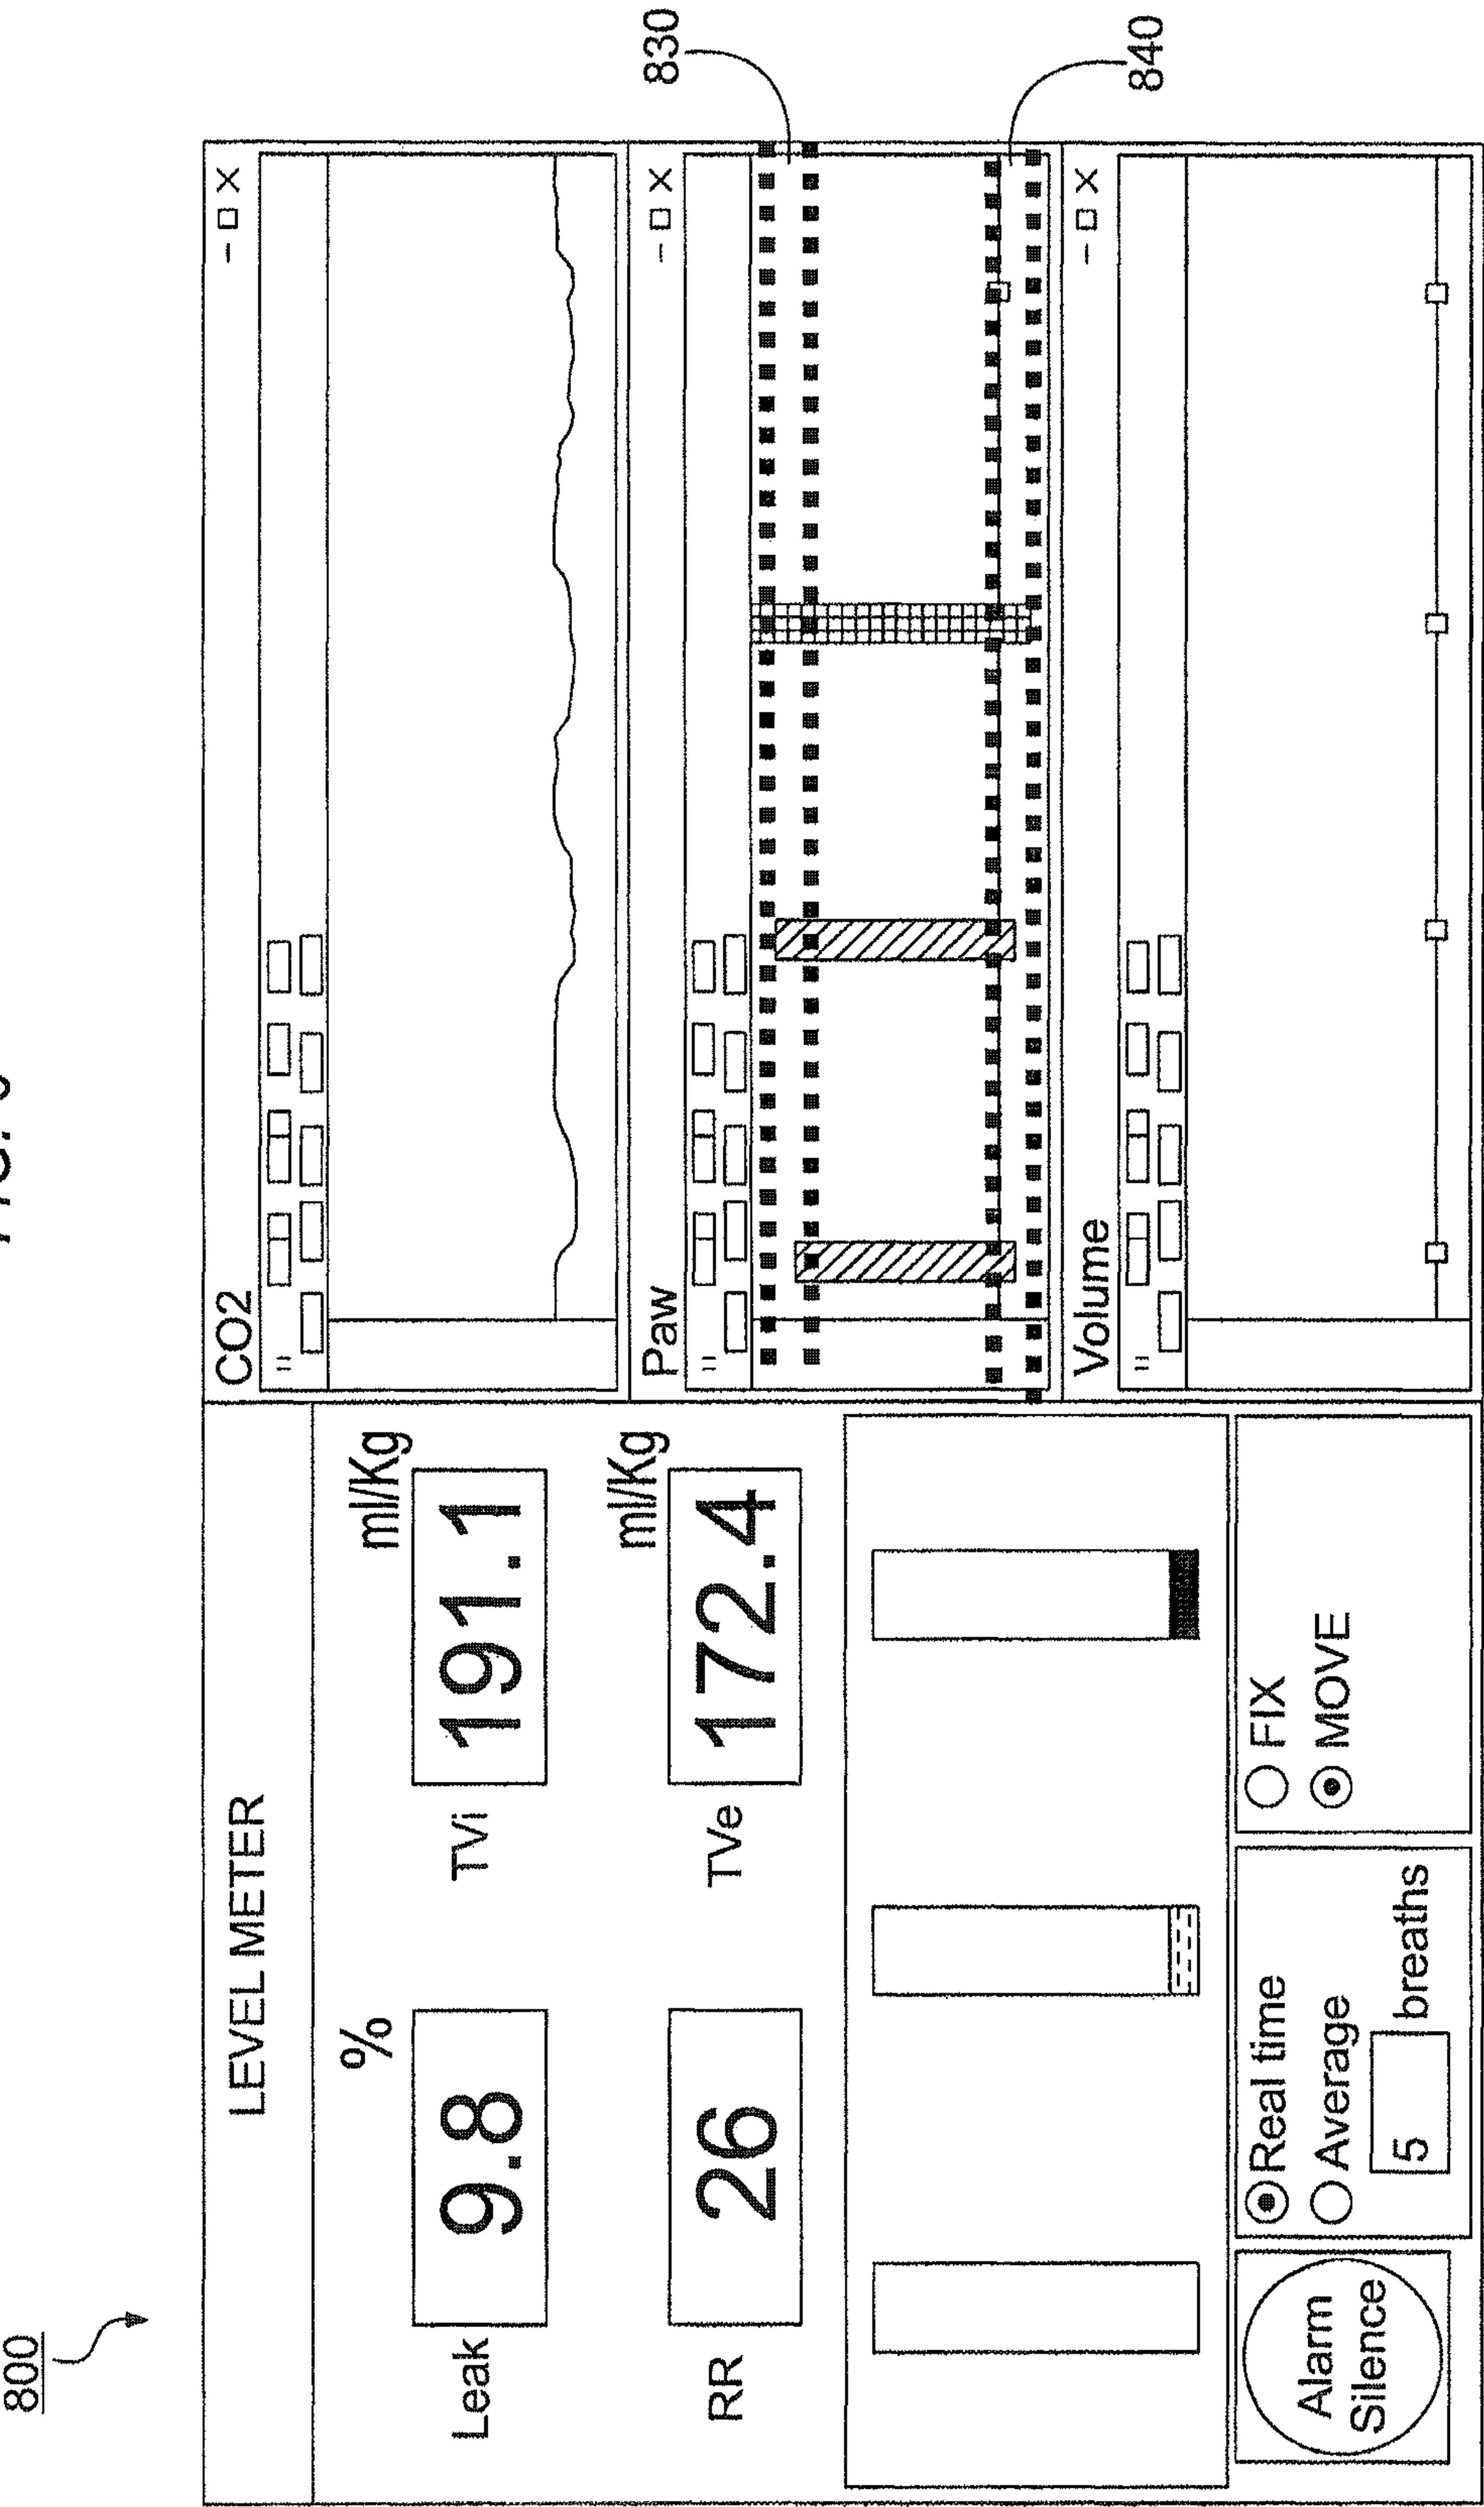 800
LEVEL METER
%
ml/Kg
Leak
9.8
TVi
191.1
ml/Kg
RR
26
TVe
172.4
Alarm
Silence
Real time
Average
5 breaths
FIX
MOVE
CO2
– □ X
Paw
– □ X
830
840
Volume
– □ X